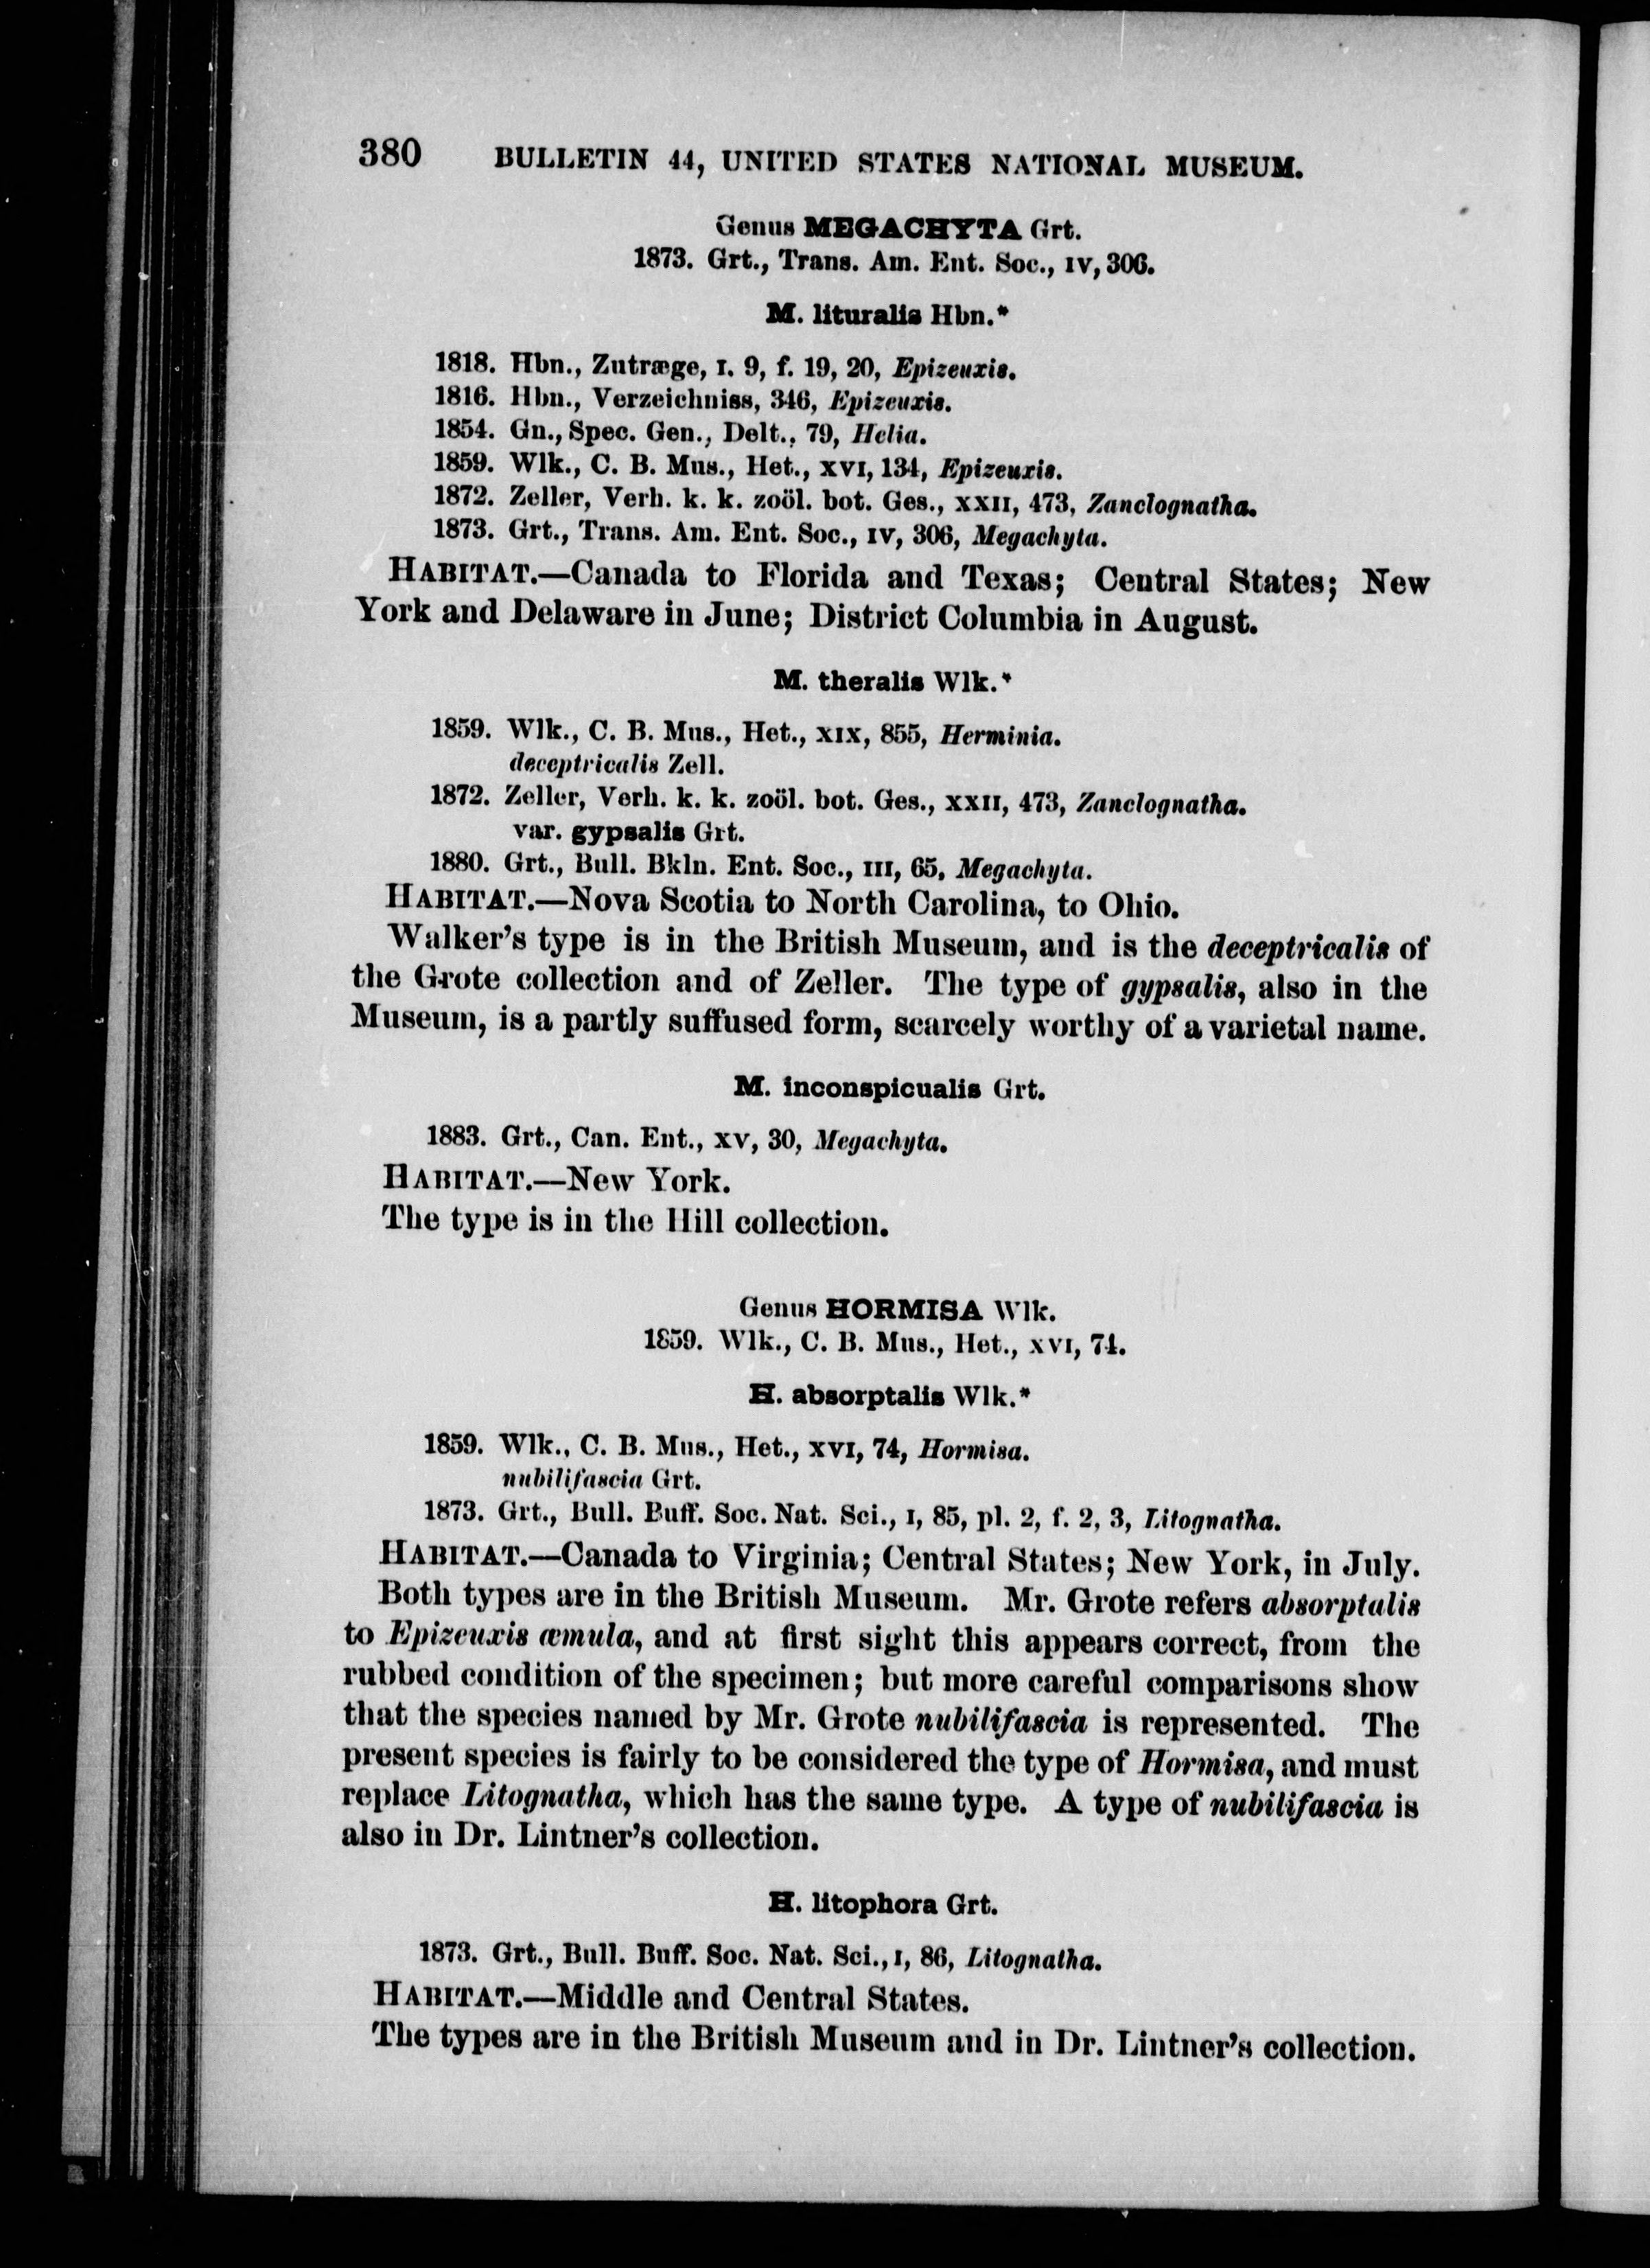 380 BULLETIN 44, UNITED STATES NATIONAL MUSEUM.
Genus MEGACHYTA Grt.
1873. Grt., Trans. Am. Ent. Soc., IV, 306.
M. lituralis Hbn.*
1818. Hbn., Zutræge, I. 9, f. 19, 20, Epizeuxis.
1816. Hbn., Verzeichniss, 346, Epizeuxis.
1854. Gn., Spec. Gen., Delt., 79, Helia.
1859. Wlk., C. B. Mus., Het., XVI, 134, Epizeuxis.
1872. Zeller, Verh. k. k. zoöl. bot. Ges., XXII, 473, Zanclognatha.
1873. Grt., Trans. Am. Ent. Soc., IV, 306, Megachyta.
HABITAT.—Canada to Florida and Texas; Central States; New
York and Delaware in June; District Columbia in August.
M. theralis Wlk.*
1859. Wlk., C. B. Mus., Het., XIX, 855, Herminia.
deceptricalis Zell.
1872. Zeller, Verh. k. k. zoöl. bot. Ges., XXII, 473, Zanclognatha.
var. gypsalis Grt.
1880. Grt., Bull. Bkln. Ent. Soc., III, 65, Megachyta.
HABITAT.—Nova Scotia to North Carolina, to Ohio.
Walker's type is in the British Museum, and is the deceptricalis of
the Grote collection and of Zeller. The type of gypsalis, also in the
Museum, is a partly suffused form, scarcely worthy of a varietal name.
M. inconspicualis Grt.
1883. Grt., Can. Ent., XV, 30, Megachyta.
HABITAT.—New York.
The type is in the Hill collection.
Genus HORMISA Wlk.
1859. Wlk., C. B. Mus., Het., XVI, 74.
H. absorptalis Wlk.*
1859. Wlk., C. B. Mus., Het., XVI, 74, Hormisa.
nubilifascia Grt.
1873. Grt., Bull. Buff. Soc. Nat. Sci., I, 85, pl. 2, f. 2, 3, Litognatha.
HABITAT.—Canada to Virginia; Central States; New York, in July.
Both types are in the British Museum. Mr. Grote refers absorptalis
to Epizeuxis æmula, and at first sight this appears correct, from the
rubbed condition of the specimen; but more careful comparisons show
that the species named by Mr. Grote nubilifascia is represented. The
present species is fairly to be considered the type of Hormisa, and must
replace Litognatha, which has the same type. A type of nubilifascia is
also in Dr. Lintner's collection.
H. litophora Grt.
1873. Grt., Bull. Buff. Soc. Nat. Sci., I, 86, Litognatha.
HABITAT.—Middle and Central States.
The types are in the British Museum and in Dr. Lintner's collection.